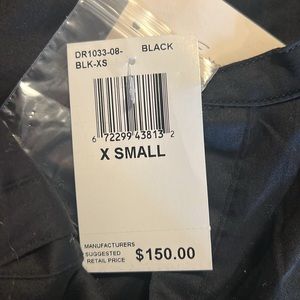 DR1033-08- BLACK
BLK-XS
6 72299 43813 2
X SMALL
MANUFACTURERS
SUGGESTED
RETAIL PRICE $150.00